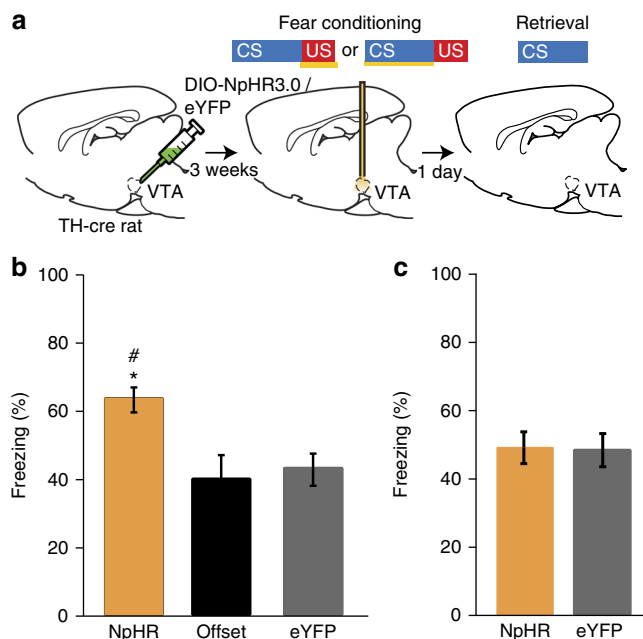 a
Fear conditioning
Retrieval
CS US or CS US
CS
DIO-NpHR3.0 /
eYFP
3 weeks
1 day
VTA
VTA
VTA
TH-cre rat
b
100
80
60
40
20
0
Freezing (%)
#
*
NpHR Offset eYFP
c
100
80
60
40
20
0
Freezing (%)
NpHR eYFP